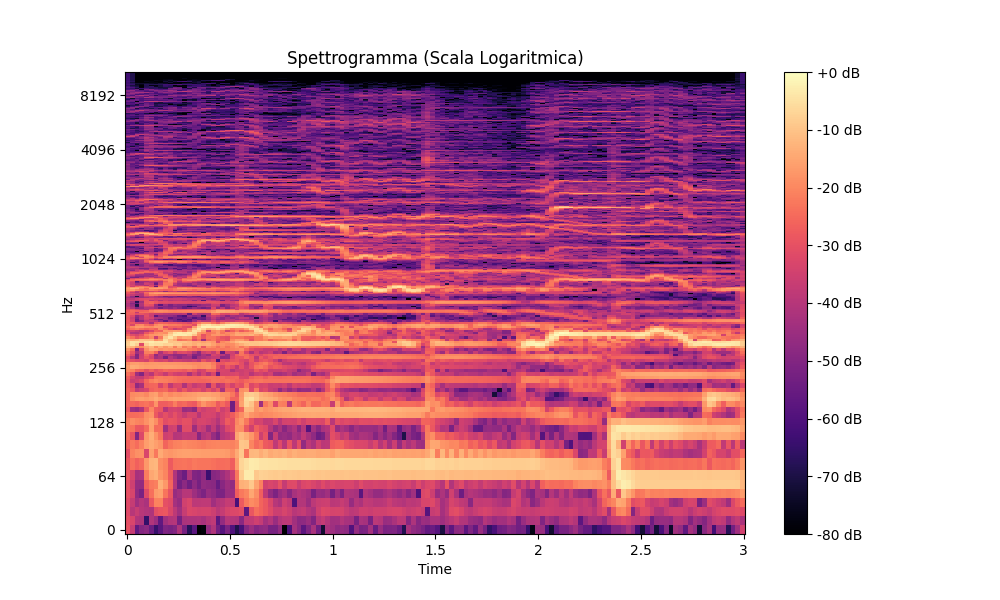 Spettrogramma (Scala Logaritmica)
Hz
8192
4096
2048
1024
512
256
128
64
0
0
0.5
1
1.5
2
2.5
3
Time
+0 dB
-10 dB
-20 dB
-30 dB
-40 dB
-50 dB
-60 dB
-70 dB
-80 dB